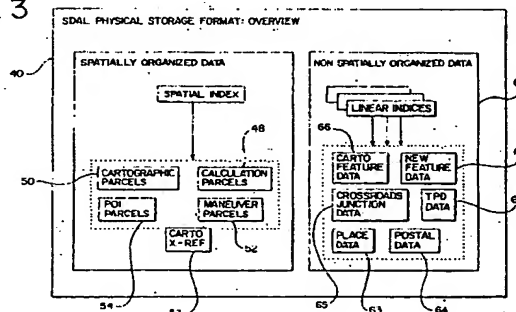 3
SDAL PHYSICAL STORAGE FORMAT: OVERVIEW
40
SPATIALLY ORGANIZED DATA
NON SPATIALLY ORGANIZED DATA
SPATIAL INDEX
LINEAR INDICES
48
66
50
CARTOGRAPHIC PARCELS
CALCULATION PARCELS
CARTO FEATURE DATA
NEW FEATURE DATA
POI PARCELS
MANEUVER PARCELS
CROSSROADS JUNCTION DATA
TPD DATA
CARTO X-REF
52
PLACE DATA
POSTAL DATA
54
65
63
64